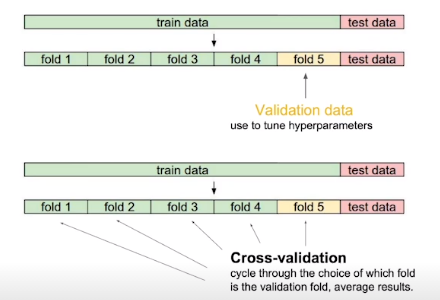 train data test data
fold 1 fold 2 fold 3 fold 4 fold 5 test data
Validation data
use to tune hyperparameters
train data test data
fold 1 fold 2 fold 3 fold 4 fold 5 test data
Cross-validation
cycle through the choice of which fold
is the validation fold, average results.